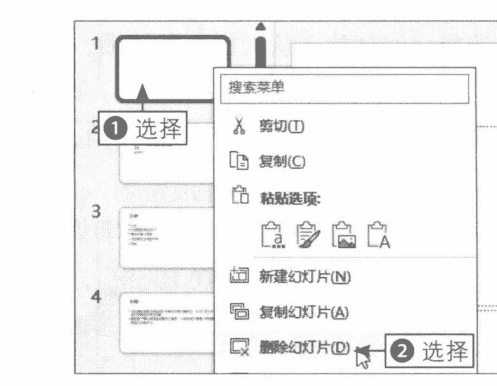 1
搜索菜单
剪切(T)
2
❶ 选择
复制(C)
粘贴选项:
3
新建幻灯片(N)
4
复制幻灯片(A)
删除幻灯片(D)
❷ 选择